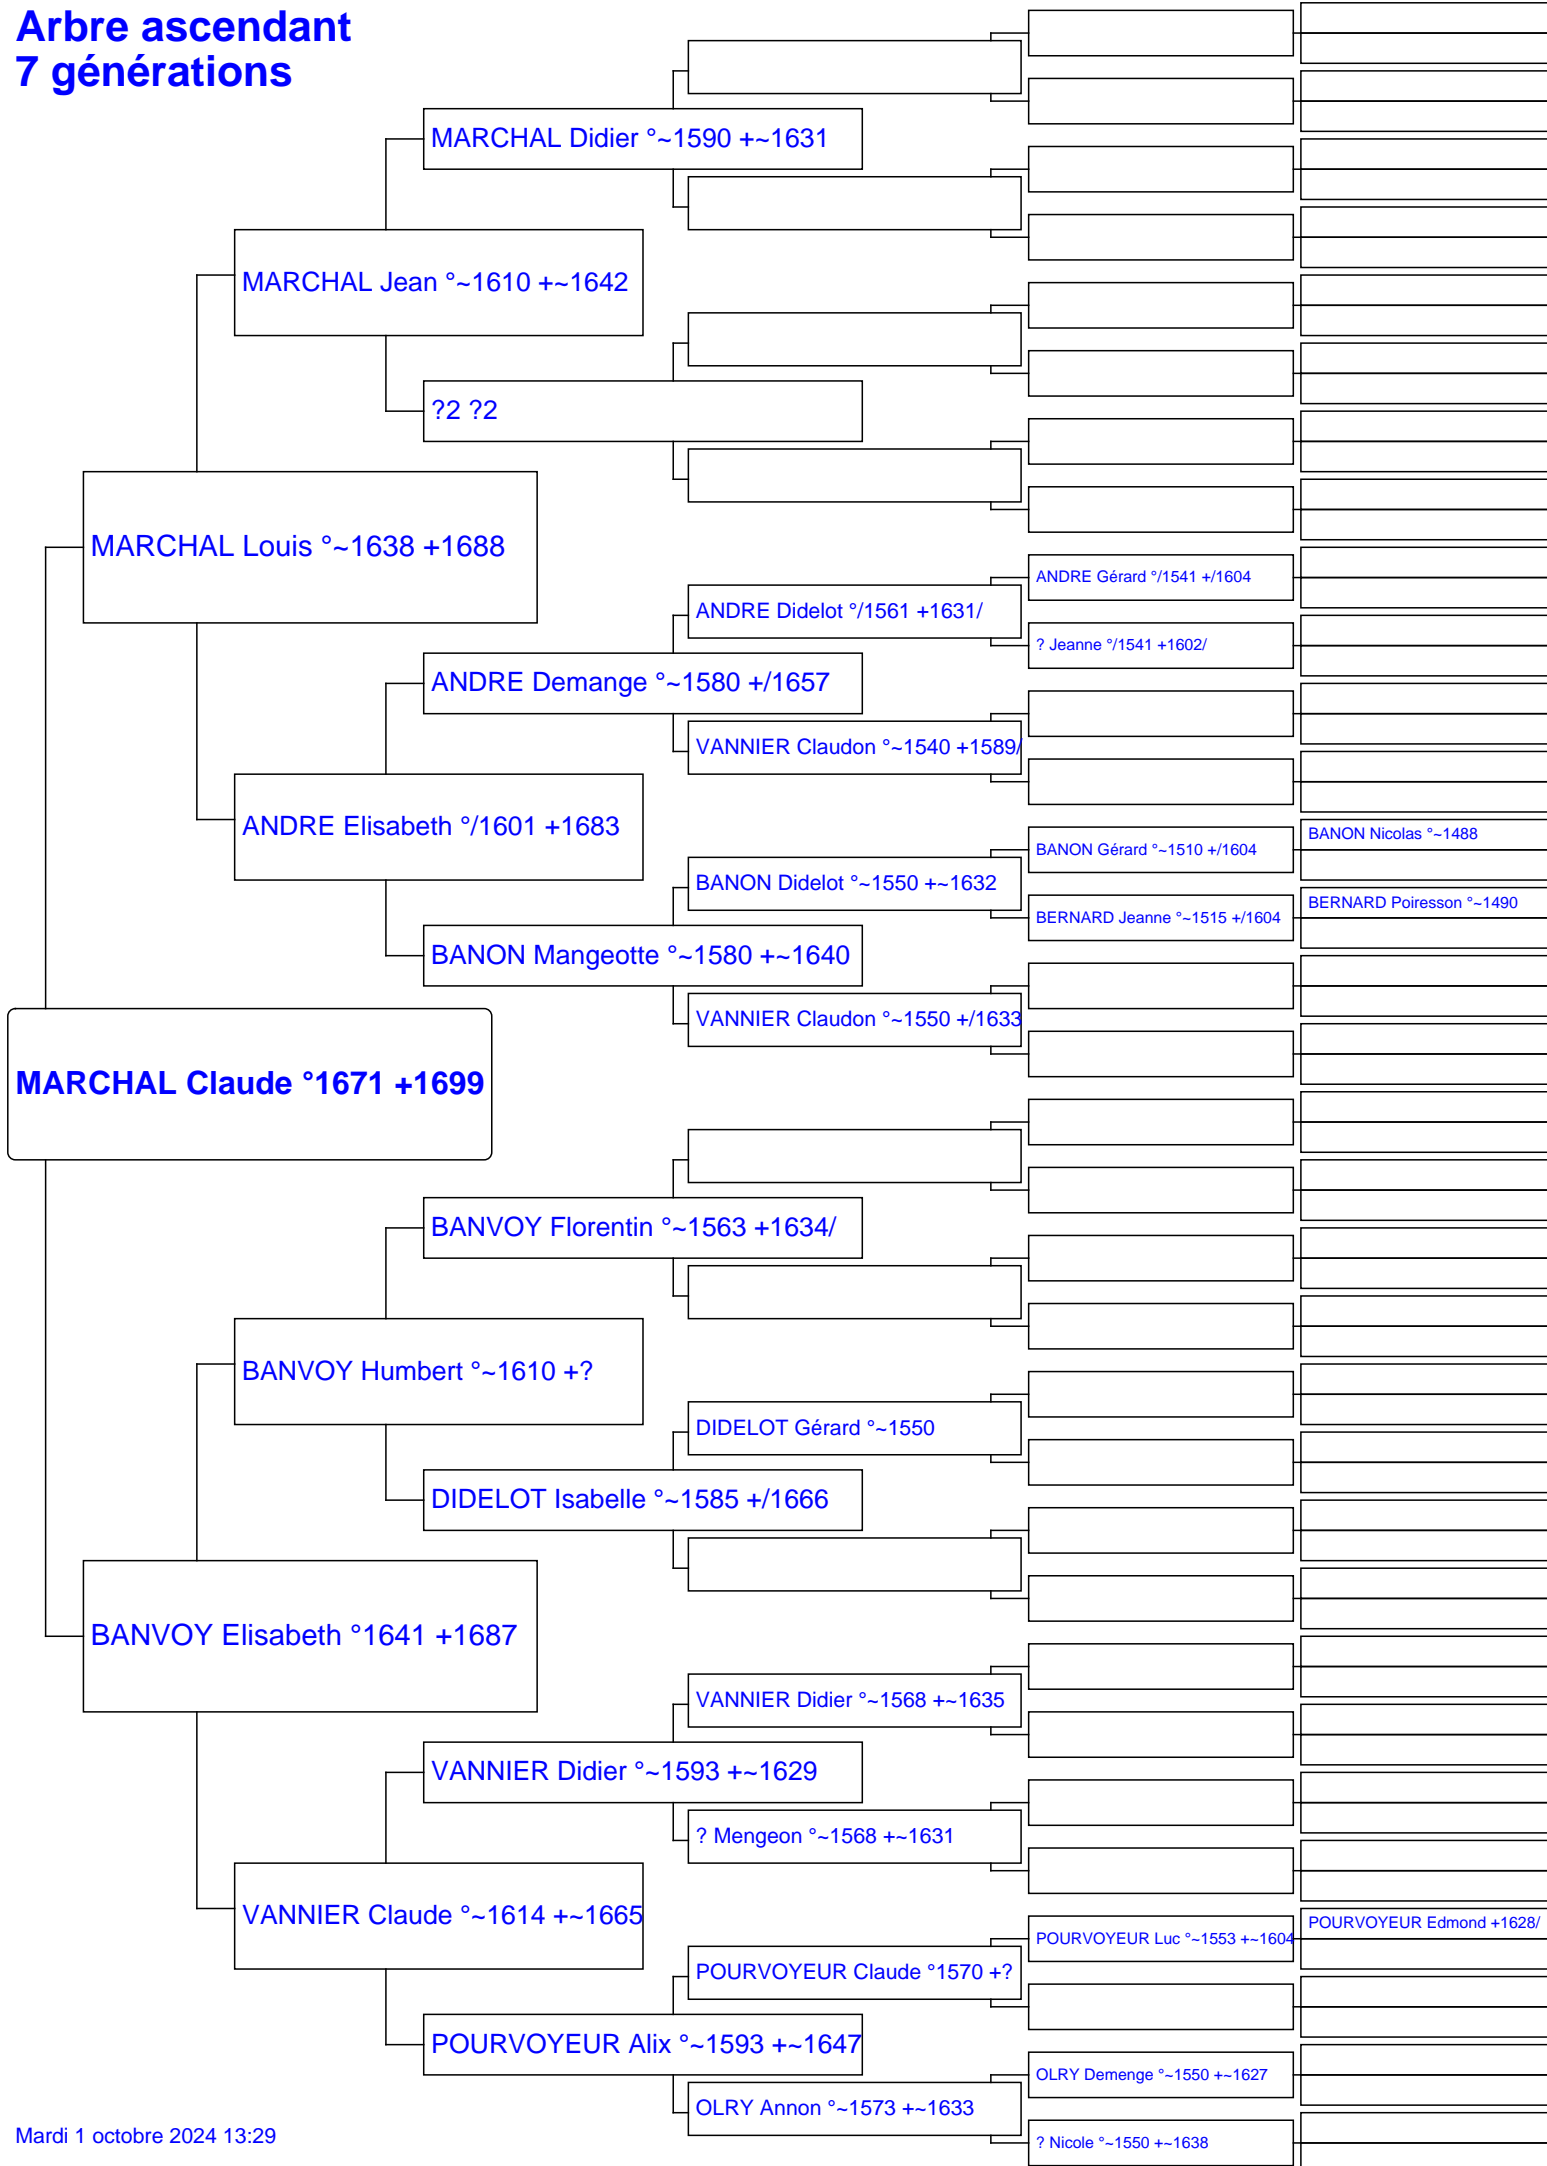 Arbre ascendant
7 générations
MARCHAL Didier °~1590 +~1631
MARCHAL Jean °~1610 +~1642
?2 ?2
MARCHAL Louis °~1638 +1688
ANDRE Gérard °/1541 +/1604
ANDRE Didelot °/1561 +1631/
? Jeanne °/1541 +1602/
ANDRE Demange °~1580 +/1657
VANNIER Claudon °~1540 +1589/
ANDRE Elisabeth °/1601 +1683
BANON Nicolas °~1488
BANON Gérard °~1510 +/1604
BANON Didelot °~1550 +~1632
BERNARD Poiresson °~1490
BERNARD Jeanne °~1515 +/1604
BANON Mangeotte °~1580 +~1640
VANNIER Claudon °~1550 +/1633
MARCHAL Claude °1671 +1699
BANVOY Florentin °~1563 +1634/
BANVOY Humbert °~1610 +?
DIDELOT Gérard °~1550
DIDELOT Isabelle °~1585 +/1666
BANVOY Elisabeth °1641 +1687
VANNIER Didier °~1568 +~1635
VANNIER Didier °~1593 +~1629
? Mengeon °~1568 +~1631
VANNIER Claude °~1614 +~1665
POURVOYEUR Edmond +1628/
POURVOYEUR Luc °~1553 +~1604
POURVOYEUR Claude °1570 +?
POURVOYEUR Alix °~1593 +~1647
OLRY Demenge °~1550 +~1627
OLRY Annon °~1573 +~1633
? Nicole °~1550 +~1638
Mardi 1 octobre 2024 13:29